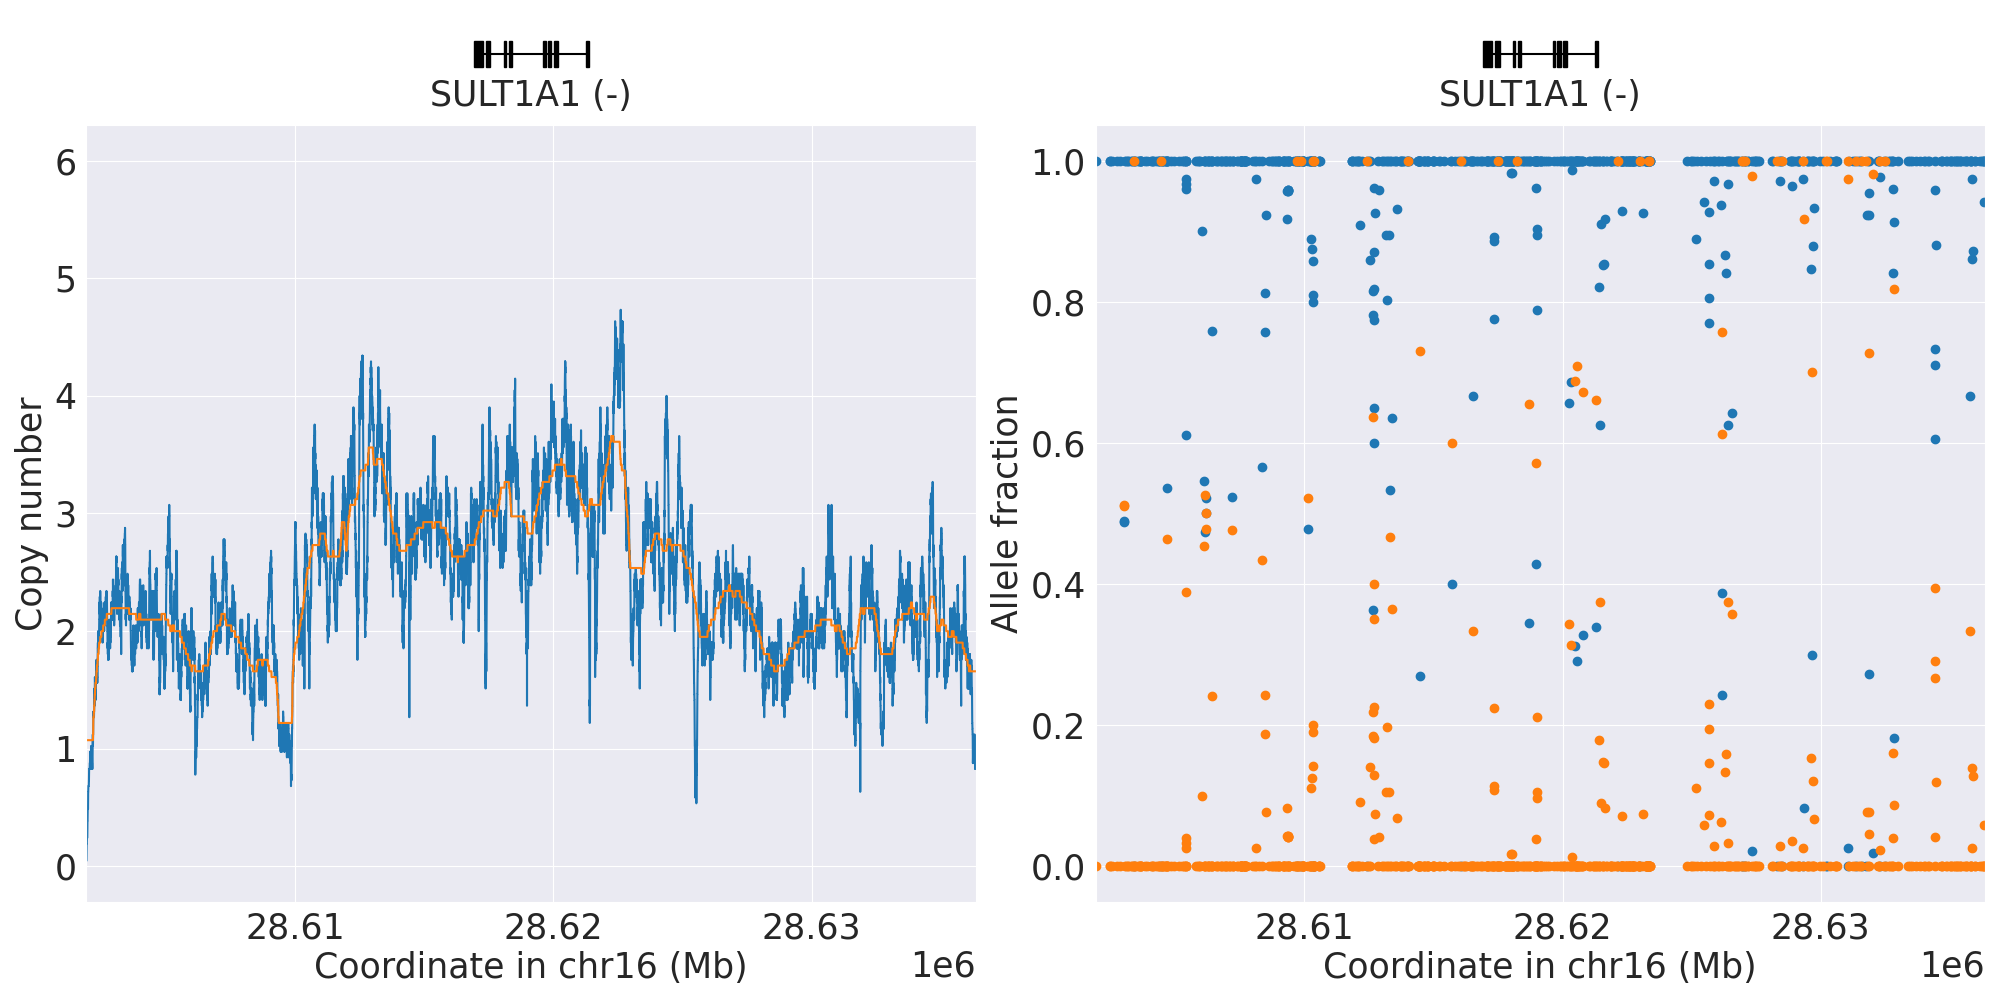 SULT1A1 (-)
6
5
4
3
2
1
0
Copy number
28.61
28.62
28.63
Coordinate in chr16 (Mb)
1e6
SULT1A1 (-)
1.0
0.8
0.6
0.4
0.2
0.0
Allele fraction
28.61
28.62
28.63
Coordinate in chr16 (Mb)
1e6